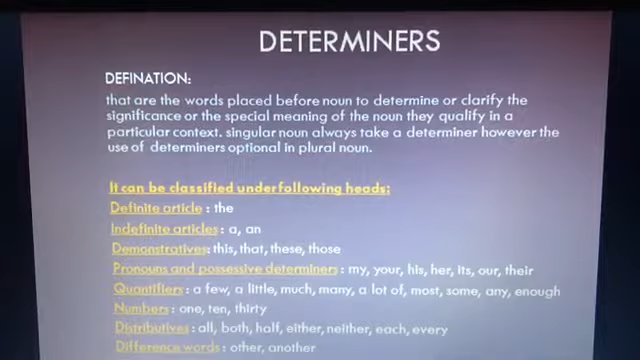 DETERMINERS
DEFINATION:
that are the words placed before noun to determine or clarify the
significance or the special meaning of the noun they qualify in a
particular context. singular noun always take a determiner however the
use of determiners optional in plural noun.
It can be classified under following heads:
Definite article : the
Indefinite articles : a, an
Demonstratives: this, that, these, those
Pronouns and possessive determiners : my, your, his, her, its, our, their
Quantifiers : a few, a little, much, many, a lot of, most, some, any, enough
Numbers : one, ten, thirty
Distributives : all, both, half, either, neither, each, every
Difference words : other, another